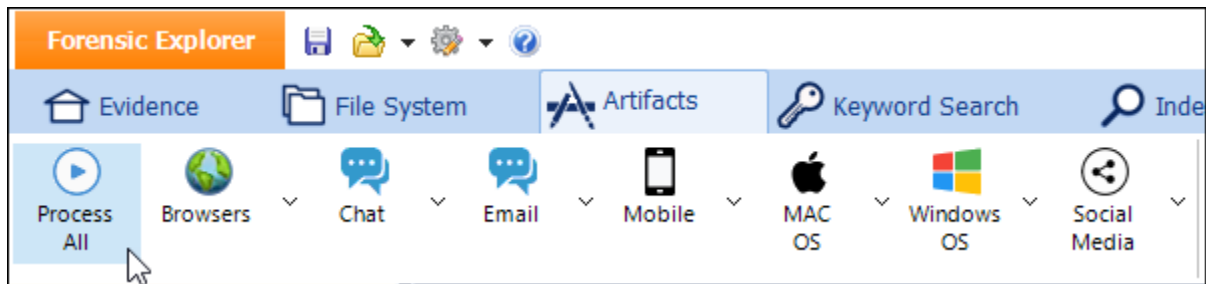 Forensic Explorer
Evidence File System Artifacts Keyword Search Inde
Process All Browsers Chat Email Mobile MAC OS Windows OS Social Media